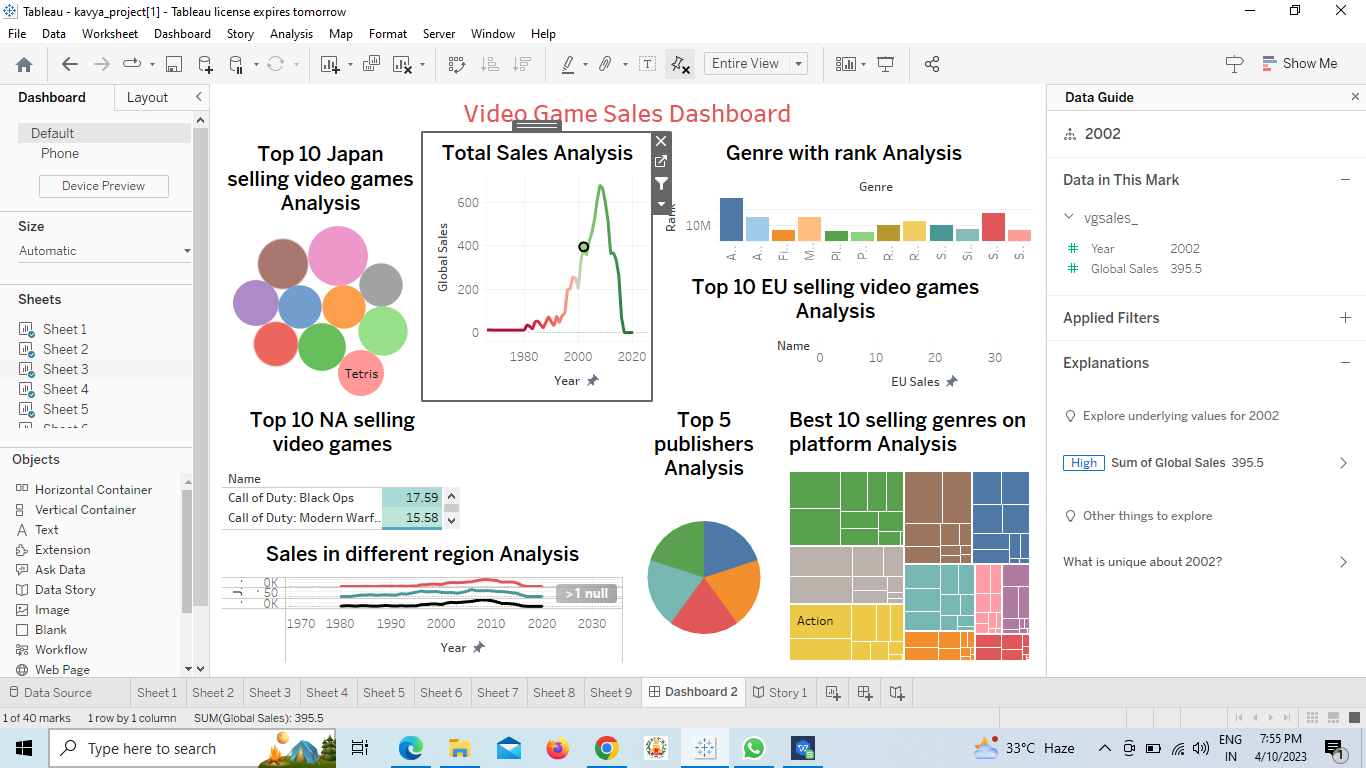 Tableau - kavya_project[1] - Tableau license expires tomorrow
File Data Worksheet Dashboard Story Analysis Map Format Server Window Help
Entire View
Show Me
Dashboard Layout
Default
Phone
Device Preview
Size
Automatic
Sheets
Sheet 1
Sheet 2
Sheet 3
Sheet 4
Sheet 5
Objects
Horizontal Container
Vertical Container
Text
Extension
Ask Data
Data Story
Image
Blank
Workflow
Web Page
Video Game Sales Dashboard
Top 10 Japan
selling video games
Analysis
Tetris
Total Sales Analysis
Global Sales
600
400
200
0
1980 2000 2020
Year
Genre with rank Analysis
Genre
Rank
10M
A.. A.. Fi.. M.. Pl.. P.. R.. R.. S.. Si.. S.. S..
Top 10 EU selling video games
Analysis
Name
0 10 20 30
EU Sales
Top 10 NA selling
video games
Name
Call of Duty: Black Ops 17.59
Call of Duty: Modern Warf.. 15.58
Sales in different region Analysis
0K
50
0K
>1 null
1970 1980 1990 2000 2010 2020 2030
Year
Top 5
publishers
Analysis
Best 10 selling genres on
platform Analysis
Action
Data Guide
2002
Data in This Mark
vgsales_
Year 2002
Global Sales 395.5
Applied Filters
Explanations
Explore underlying values for 2002
High Sum of Global Sales 395.5
Other things to explore
What is unique about 2002?
Data Source Sheet 1 Sheet 2 Sheet 3 Sheet 4 Sheet 5 Sheet 6 Sheet 7 Sheet 8 Sheet 9 Dashboard 2 Story 1
1 of 40 marks 1 row by 1 column SUM(Global Sales): 395.5
Type here to search
33°C Haze
ENG
IN
7:55 PM
4/10/2023
1